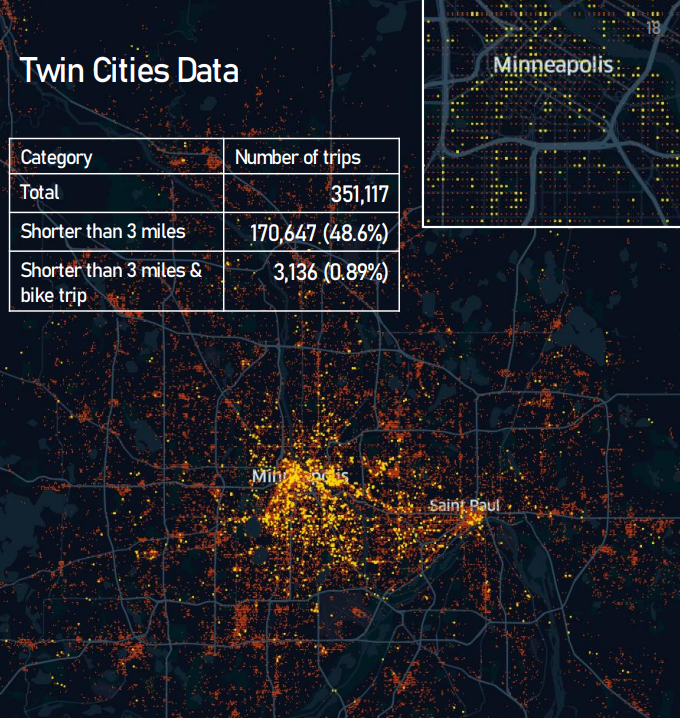 18
Minneapolis
Twin Cities Data
Category Number of trips
Total 351,117
Shorter than 3 miles 170,647 (48.6%)
Shorter than 3 miles & 3,136 (0.89%)
bike trip
Minneapolis
Saint Paul